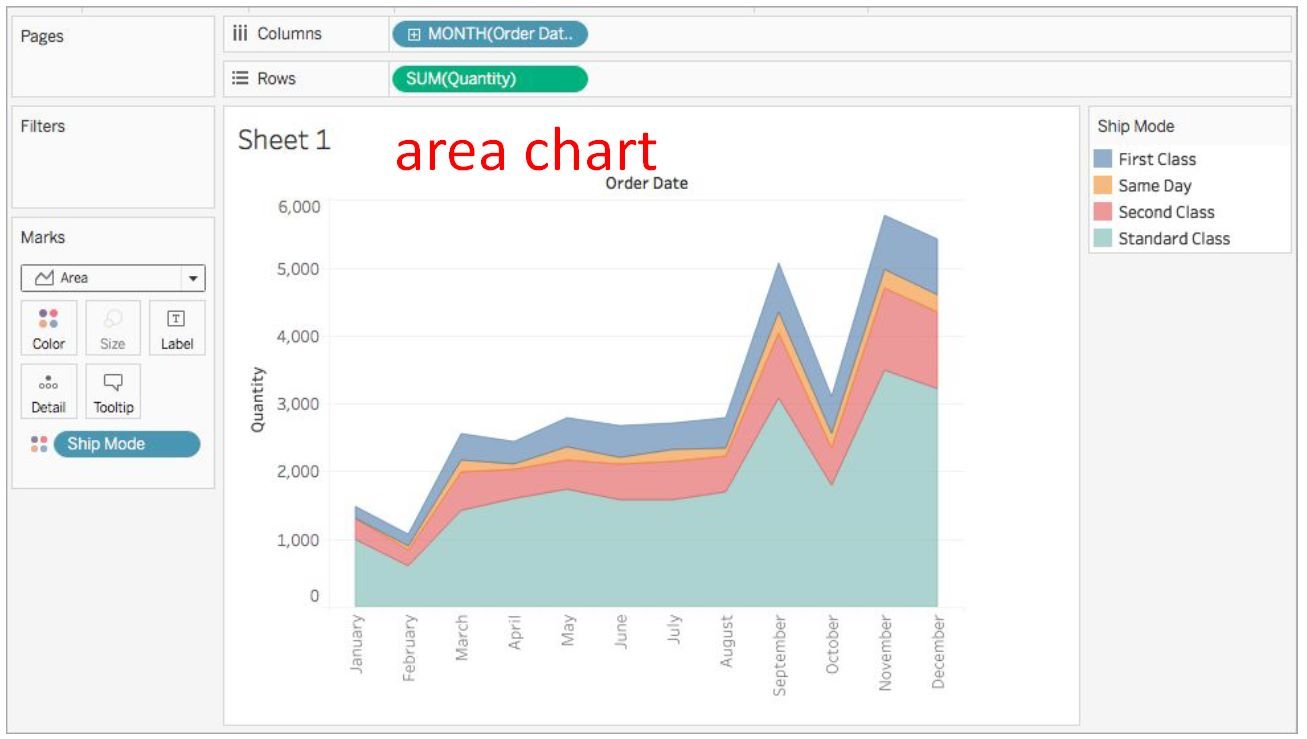 Pages
Columns
MONTH(Order Dat..
Rows
SUM(Quantity)
Filters
Marks
Area
Color
Size
Label
Detail
Tooltip
Ship Mode
Sheet 1
area chart
Order Date
Quantity
6,000
5,000
4,000
3,000
2,000
1,000
0
January
February
March
April
May
June
July
August
September
October
November
December
Ship Mode
First Class
Same Day
Second Class
Standard Class